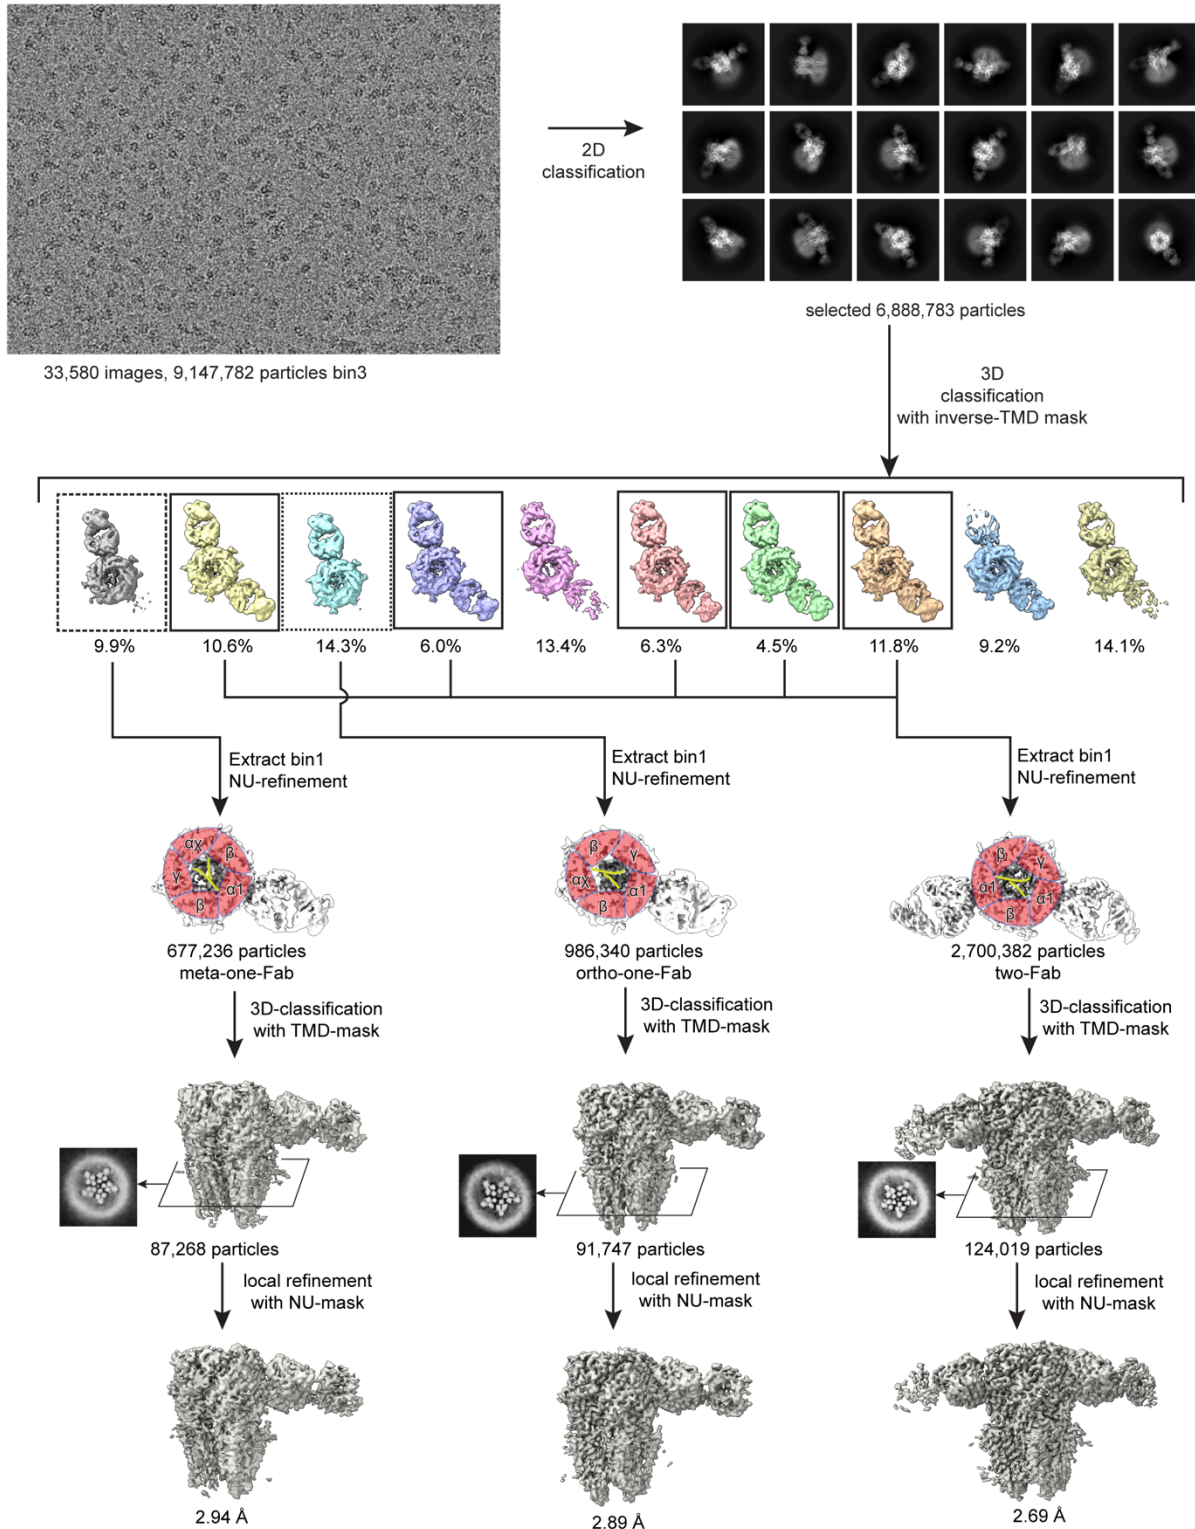 2D
classification
selected 6,888,783 particles
33,580 images, 9,147,782 particles bin3
3D
classification
with inverse-TMD mask
9.9%
10.6%
14.3%
6.0%
13.4%
6.3%
4.5%
11.8%
9.2%
14.1%
Extract bin1
NU-refinement
Extract bin1
NU-refinement
Extract bin1
NU-refinement
αχ
β
γ
α1
β
β
γ
αχ
α1
β
β
γ
α1
α1
β
677,236 particles
meta-one-Fab
986,340 particles
ortho-one-Fab
2,700,382 particles
two-Fab
3D-classification
with TMD-mask
3D-classification
with TMD-mask
3D-classification
with TMD-mask
87,268 particles
91,747 particles
124,019 particles
local refinement
with NU-mask
local refinement
with NU-mask
local refinement
with NU-mask
2.94 Å
2.89 Å
2.69 Å